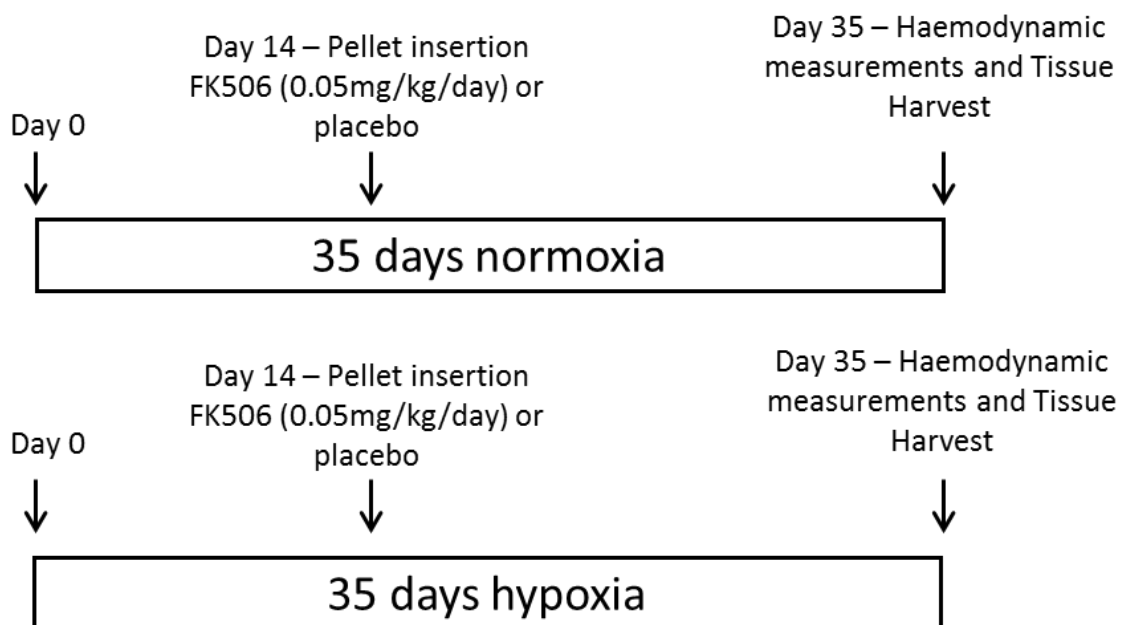 Day 0
Day 14 – Pellet insertion
FK506 (0.05mg/kg/day) or
placebo
Day 35 – Haemodynamic
measurements and Tissue
Harvest
35 days normoxia
Day 0
Day 14 – Pellet insertion
FK506 (0.05mg/kg/day) or
placebo
Day 35 – Haemodynamic
measurements and Tissue
Harvest
35 days hypoxia